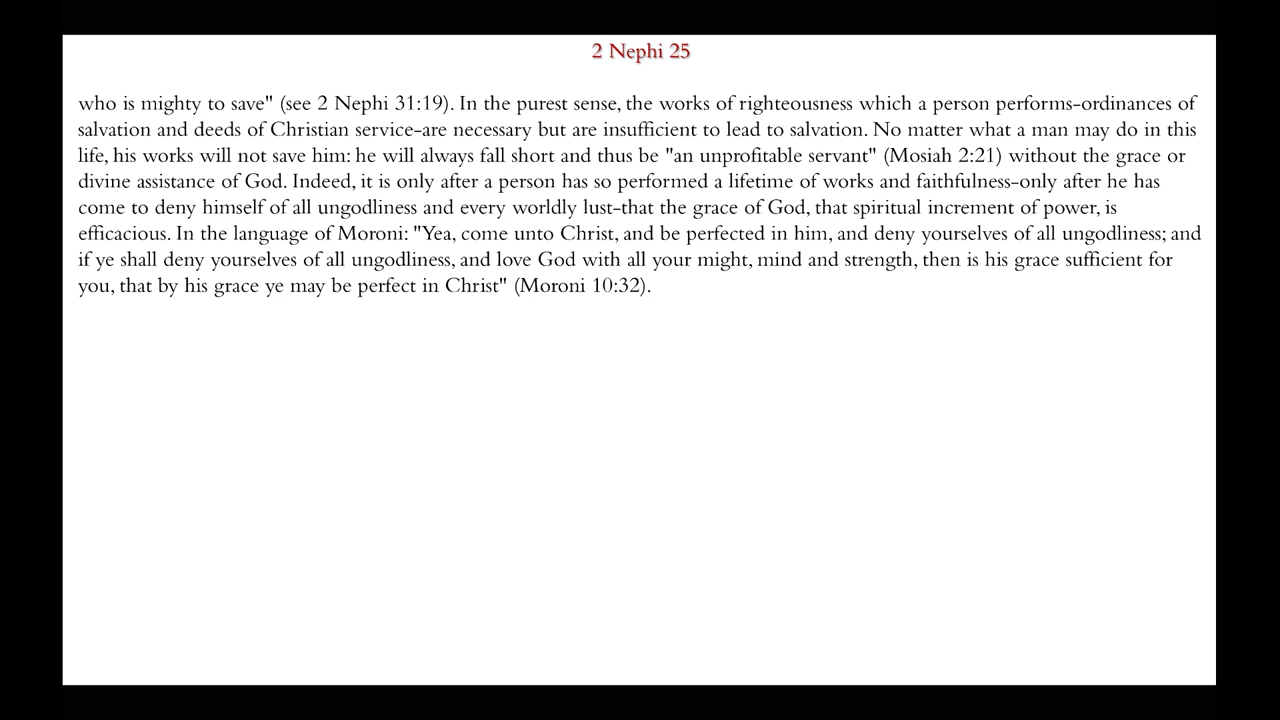 2 Nephi 25
who is mighty to save" (see 2 Nephi 31:19). In the purest sense, the works of righteousness which a person performs-ordinances of
salvation and deeds of Christian service-are necessary but are insufficient to lead to salvation. No matter what a man may do in this
life, his works will not save him: he will always fall short and thus be "an unprofitable servant" (Mosiah 2:21) without the grace or
divine assistance of God. Indeed, it is only after a person has so performed a lifetime of works and faithfulness-only after he has
come to deny himself of all ungodliness and every worldly lust-that the grace of God, that spiritual increment of power, is
efficacious. In the language of Moroni: "Yea, come unto Christ, and be perfected in him, and deny yourselves of all ungodliness; and
if ye shall deny yourselves of all ungodliness, and love God with all your might, mind and strength, then is his grace sufficient for
you, that by his grace ye may be perfect in Christ" (Moroni 10:32).